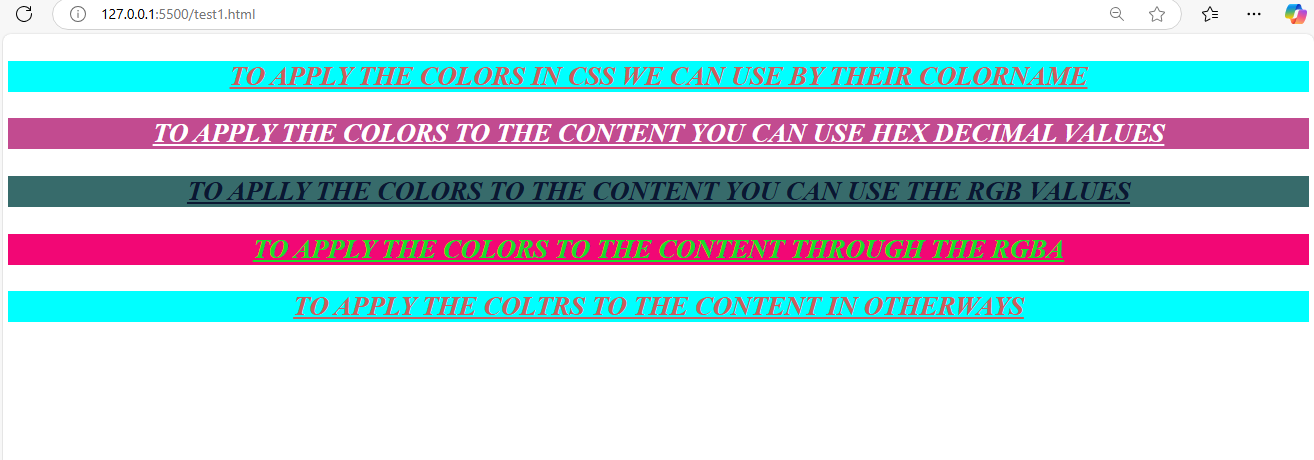 127.0.0.1:5500/test1.html
TO APPLY THE COLORS IN CSS WE CAN USE BY THEIR COLORNAME
TO APPLY THE COLORS TO THE CONTENT YOU CAN USE HEX DECIMAL VALUES
TO APLLY THE COLORS TO THE CONTENT YOU CAN USE THE RGB VALUES
TO APPLY THE COLORS TO THE CONTENT THROUGH THE RGBA
TO APPLY THE COLTRS TO THE CONTENT IN OTHERWAYS